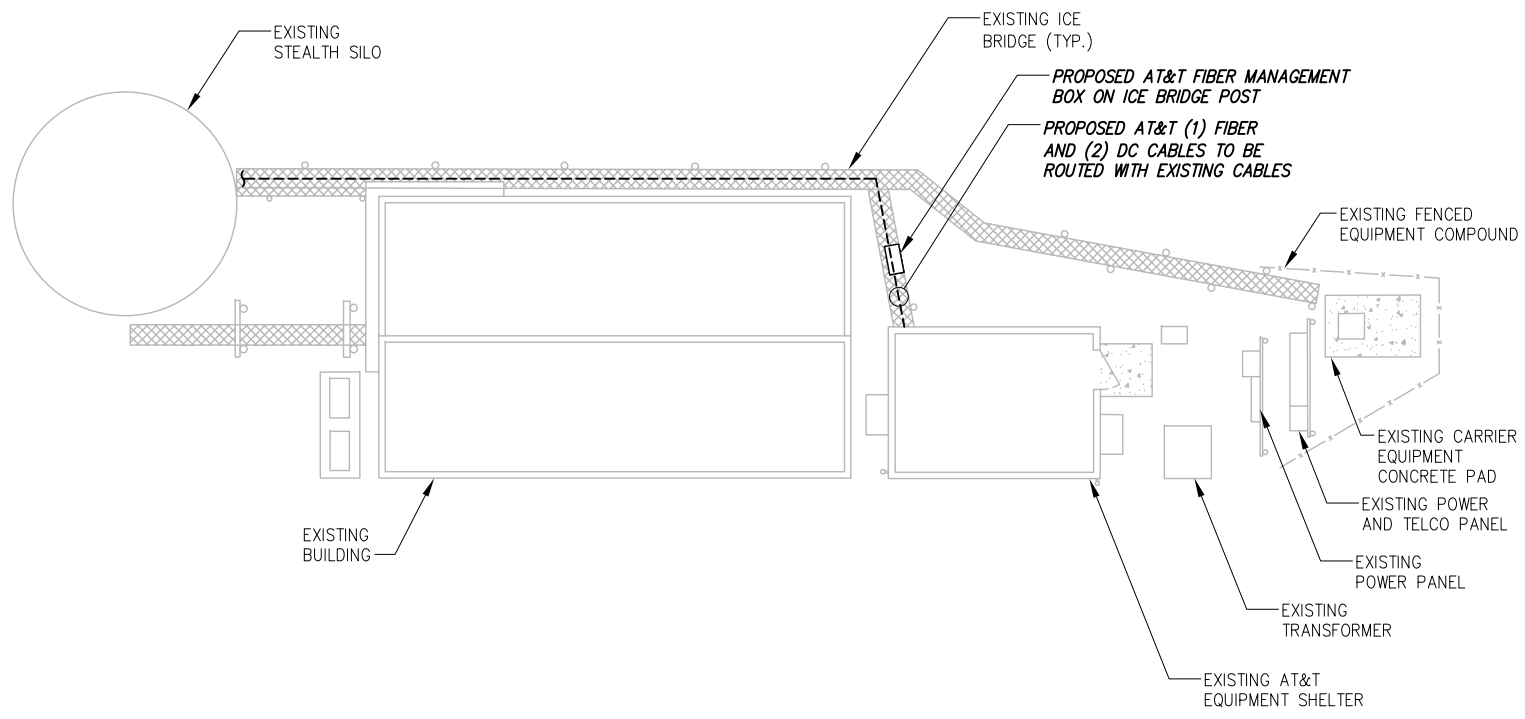 EXISTING
STEALTH SILO
EXISTING ICE
BRIDGE (TYP.)
PROPOSED AT&T FIBER MANAGEMENT
BOX ON ICE BRIDGE POST
PROPOSED AT&T (1) FIBER
AND (2) DC CABLES TO BE
ROUTED WITH EXISTING CABLES
EXISTING FENCED
EQUIPMENT COMPOUND
EXISTING CARRIER
EQUIPMENT
CONCRETE PAD
EXISTING POWER
AND TELCO PANEL
EXISTING
BUILDING
EXISTING
POWER PANEL
EXISTING
TRANSFORMER
EXISTING AT&T
EQUIPMENT SHELTER